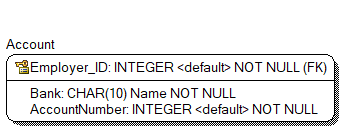 Account
Employer_ID: INTEGER <default> NOT NULL (FK)
Bank: CHAR(10) Name NOT NULL
AccountNumber: INTEGER <default> NOT NULL